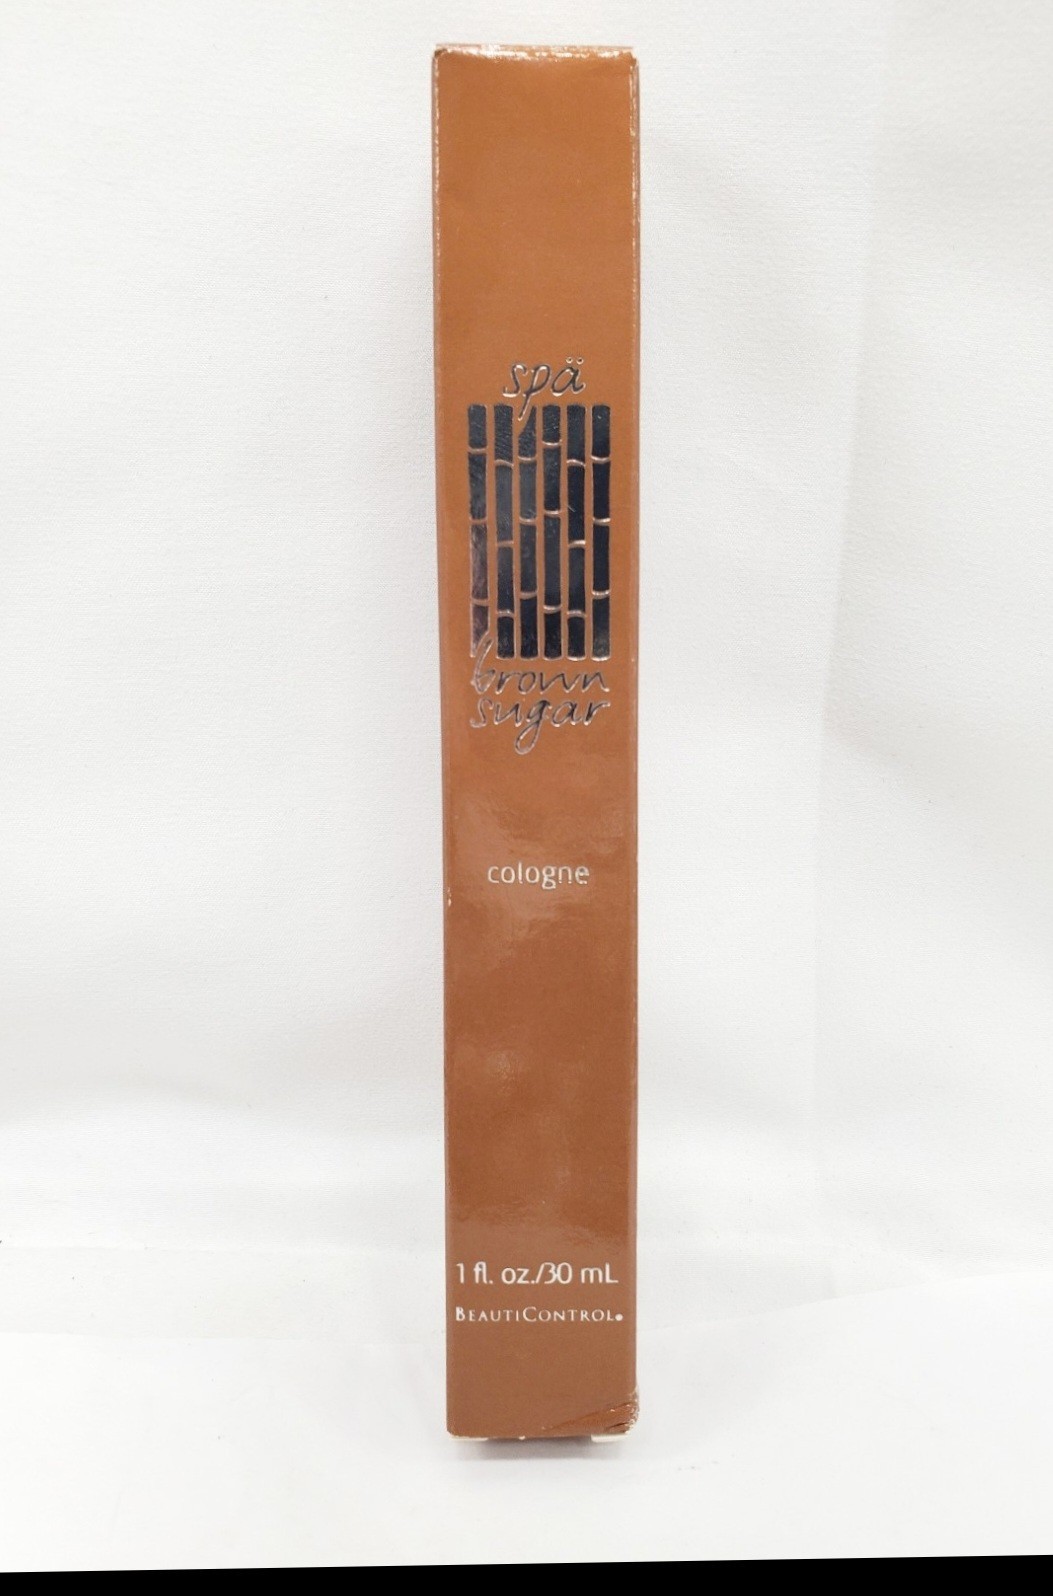 spä
brown
sugar
cologne
1 fl. oz./30 mL
BEAUTICONTROL®